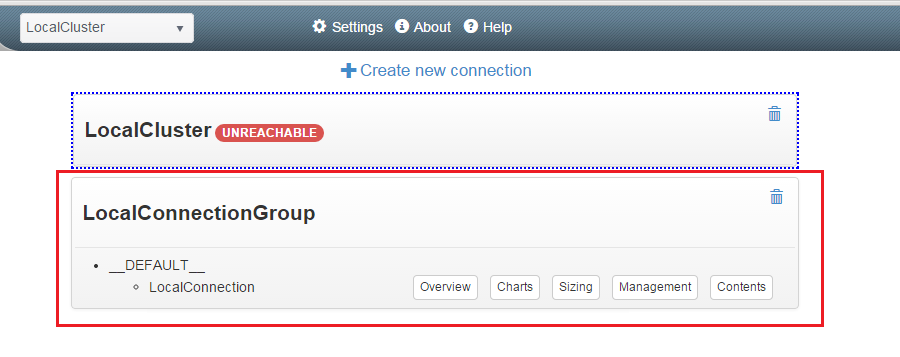 LocalCluster Settings About Help
Create new connection
LocalCluster UNREACHABLE
LocalConnectionGroup
__DEFAULT__
LocalConnection Overview Charts Sizing Management Contents